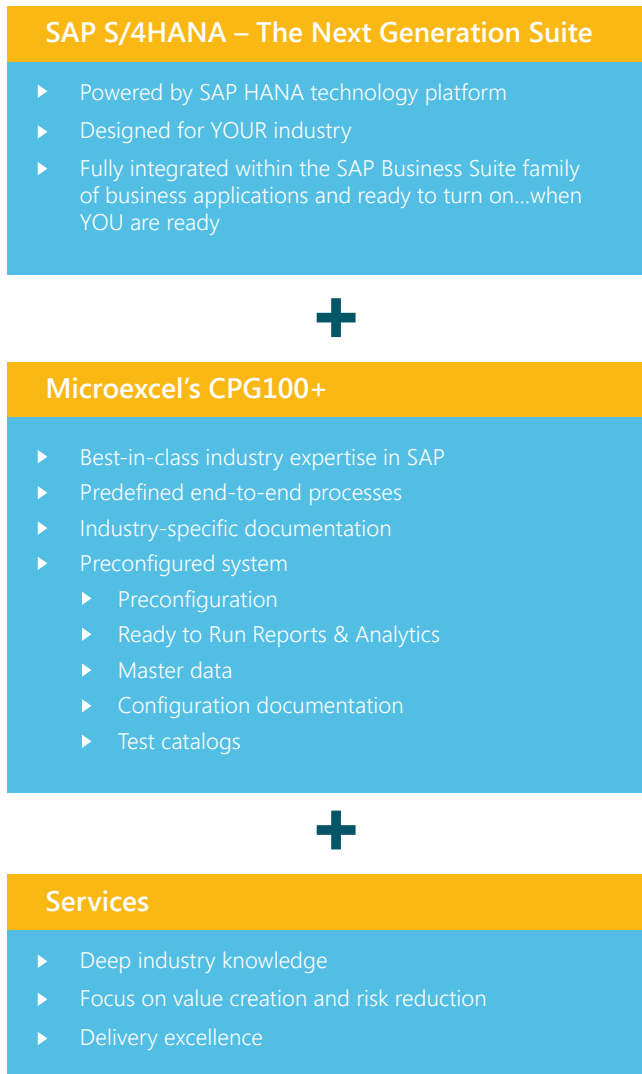 SAP S/4HANA – The Next Generation Suite
Powered by SAP HANA technology platform
Designed for YOUR industry
Fully integrated within the SAP Business Suite family
of business applications and ready to turn on...when
YOU are ready
+
Microexcel's CPG100+
Best-in-class industry expertise in SAP
Predefined end-to-end processes
Industry-specific documentation
Preconfigured system
Preconfiguration
Ready to Run Reports & Analytics
Master data
Configuration documentation
Test catalogs
+
Services
Deep industry knowledge
Focus on value creation and risk reduction
Delivery excellence